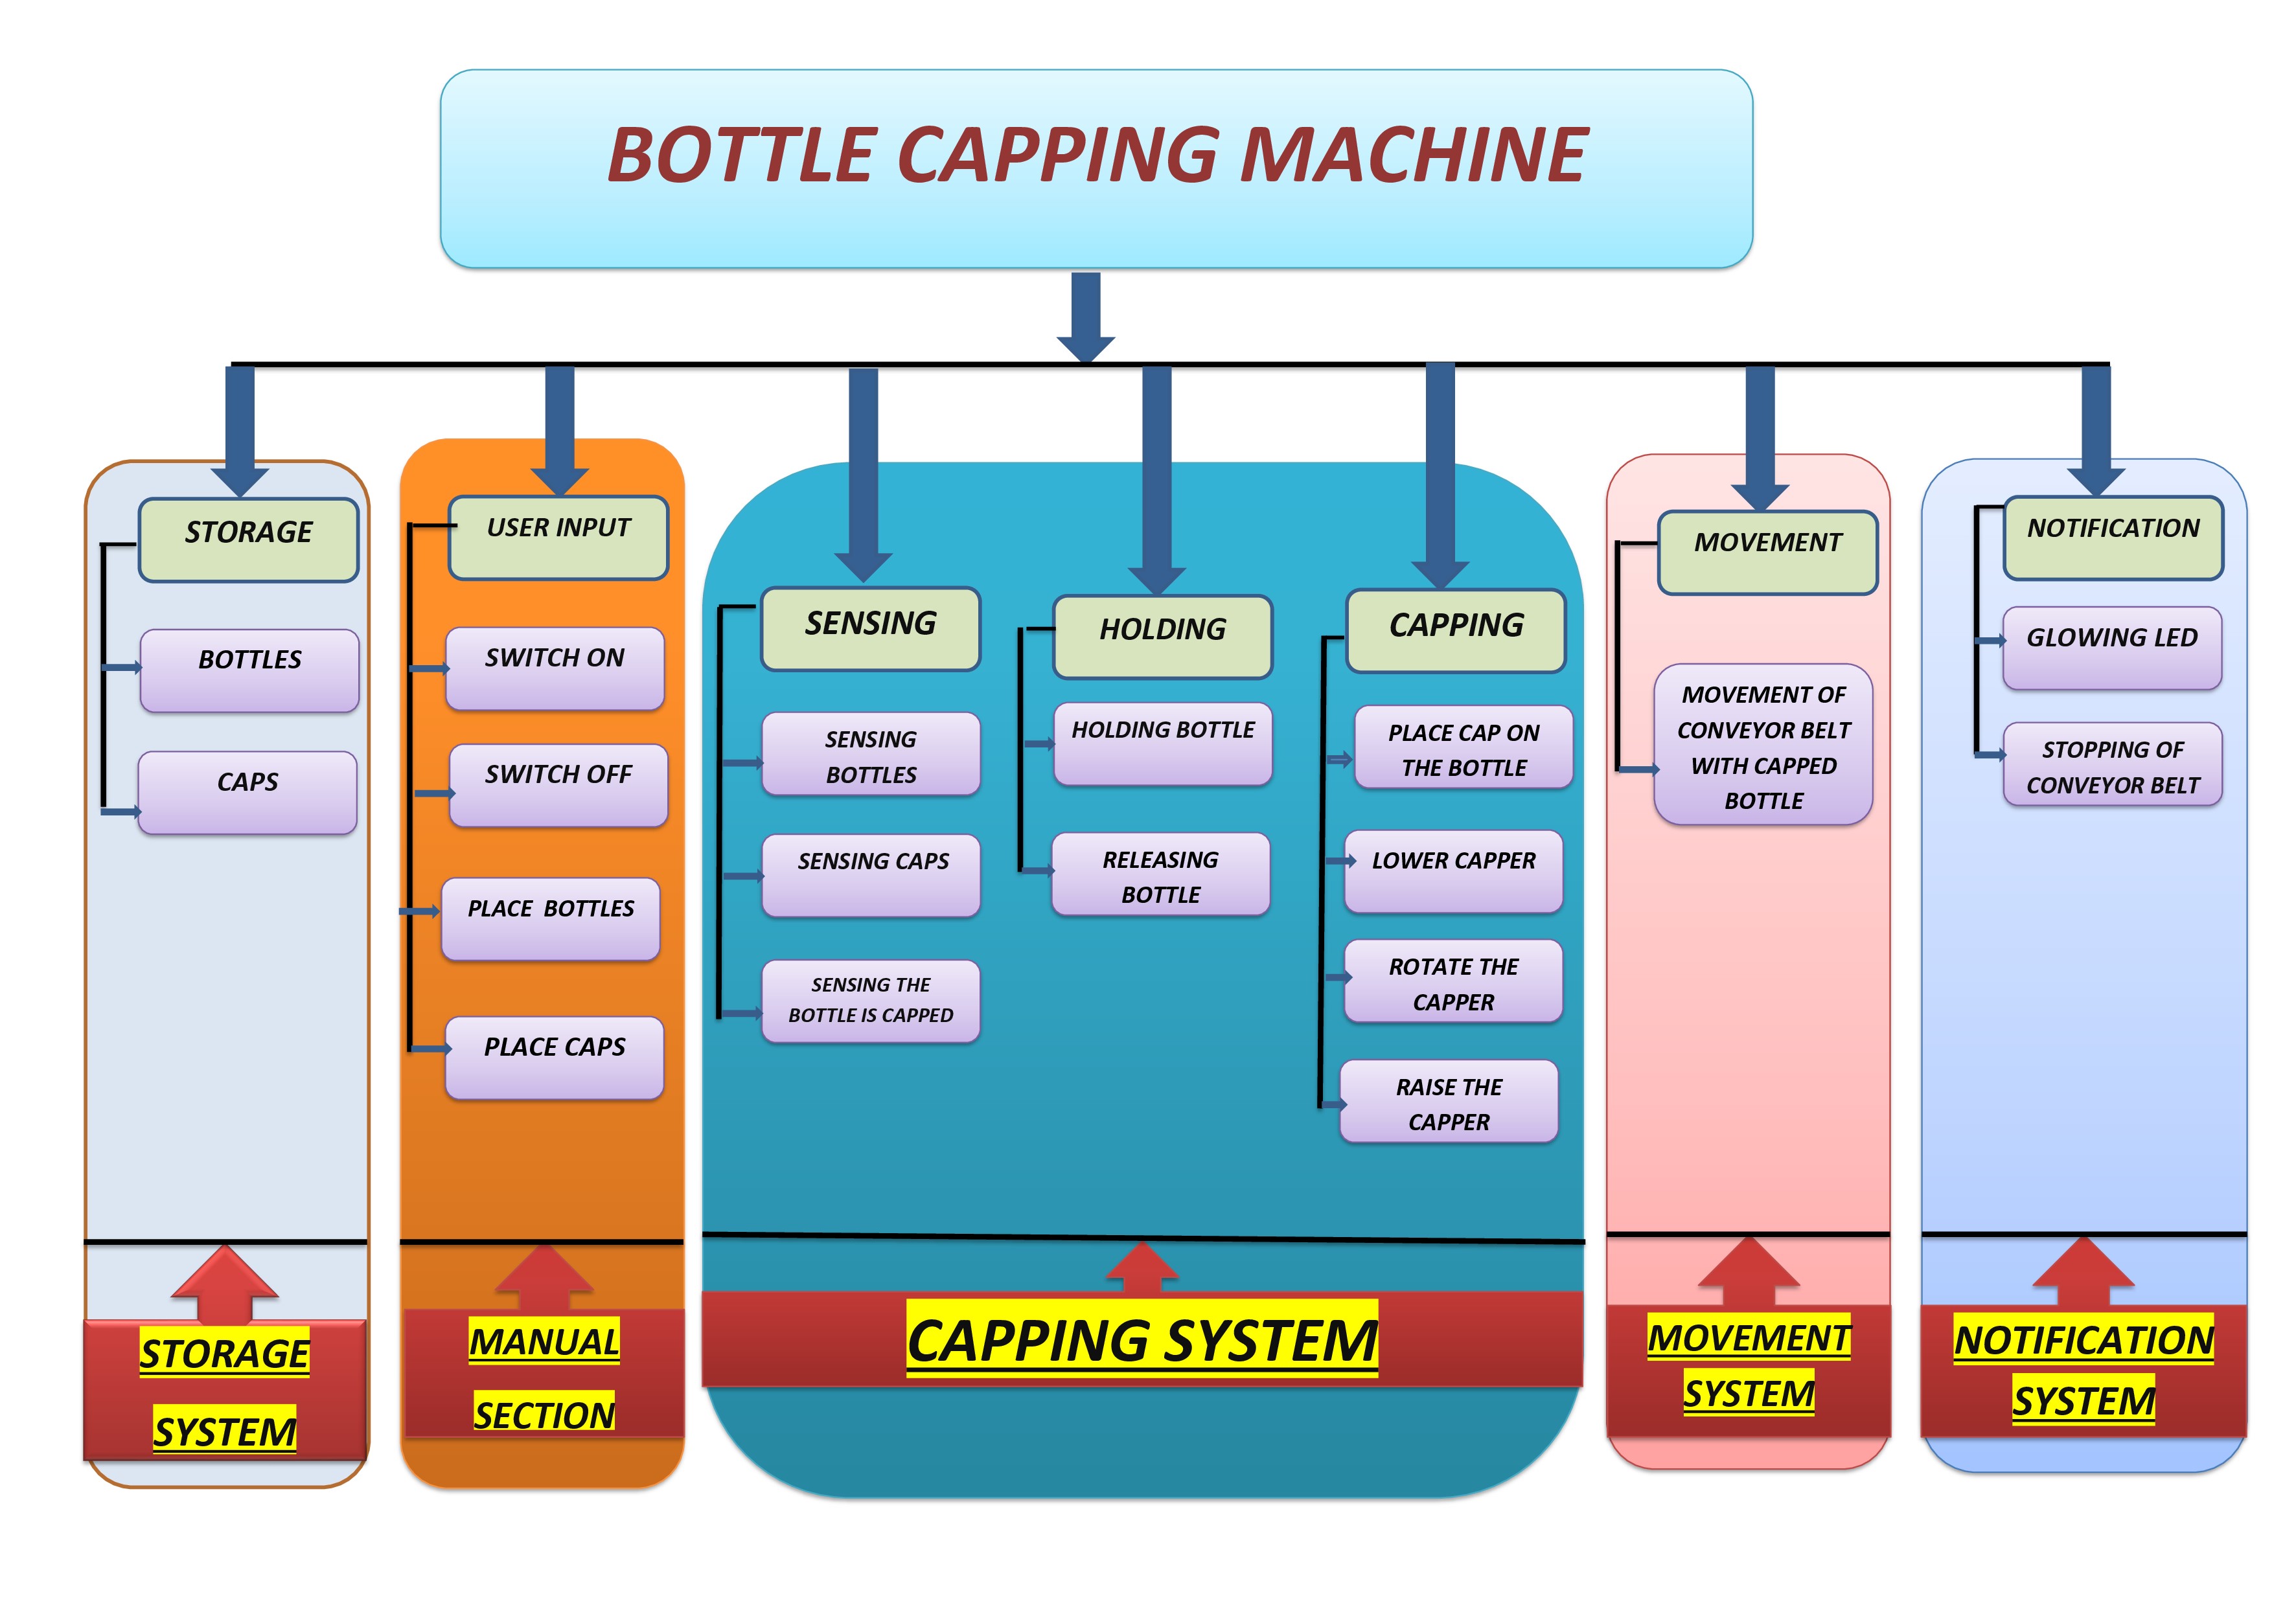 BOTTLE CAPPING MACHINE
STORAGE
BOTTLES
CAPS
USER INPUT
SWITCH ON
SWITCH OFF
PLACE BOTTLES
PLACE CAPS
SENSING
SENSING
BOTTLES
SENSING CAPS
SENSING THE
BOTTLE IS CAPPED
HOLDING
HOLDING BOTTLE
RELEASING
BOTTLE
CAPPING
PLACE CAP ON
THE BOTTLE
LOWER CAPPER
ROTATE THE
CAPPER
RAISE THE
CAPPER
MOVEMENT
MOVEMENT OF
CONVEYOR BELT
WITH CAPPED
BOTTLE
NOTIFICATION
GLOWING LED
STOPPING OF
CONVEYOR BELT
STORAGE
SYSTEM
MANUAL
SECTION
CAPPING SYSTEM
MOVEMENT
SYSTEM
NOTIFICATION
SYSTEM